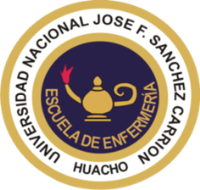 UNIVERSIDAD NACIONAL JOSE F. SANCHEZ CARRION
HUACHO
ESCUELA DE ENFERMERIA